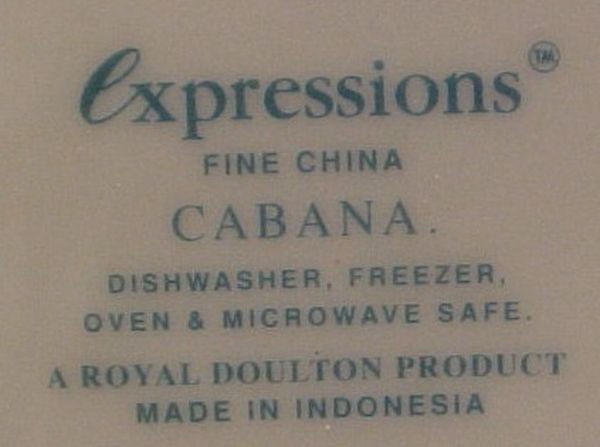 expressions™
FINE CHINA
CABANA.
DISHWASHER, FREEZER,
OVEN & MICROWAVE SAFE.
A ROYAL DOULTON PRODUCT
MADE IN INDONESIA